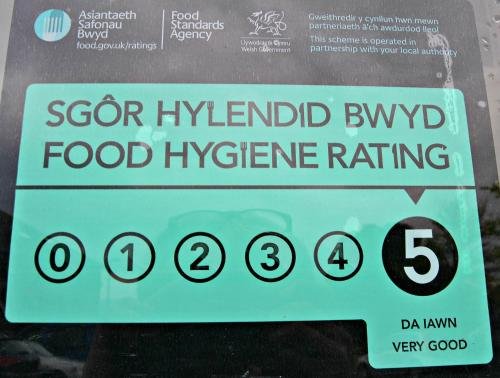 Asiantaeth
Safonau
Bwyd
food.gov.uk/ratings
Food
Standards
Agency
Llywodraeth Cymru
Welsh Government
Gweithredir y cynllun hwn mewn
partneriaeth â'ch awdurdod lleol
This scheme is operated in
partnership with your local authority
SGÔR HYLENDID BWYD
FOOD HYGIENE RATING
0 1 2 3 4 5
DA IAWN
VERY GOOD